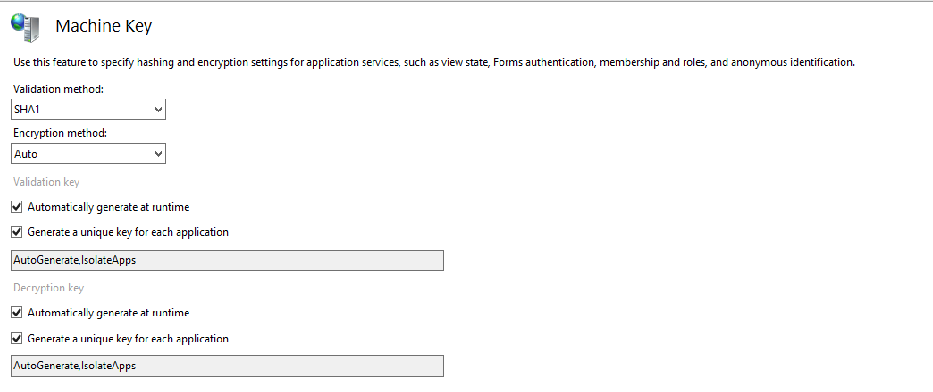 Machine Key
Use this feature to specify hashing and encryption settings for application services, such as view state, Forms authentication, membership and roles, and anonymous identification.
Validation method:
SHA1
Encryption method:
Auto
Validation key
Automatically generate at runtime
Generate a unique key for each application
AutoGenerate,IsolateApps
Decryption key
Automatically generate at runtime
Generate a unique key for each application
AutoGenerate,IsolateApps